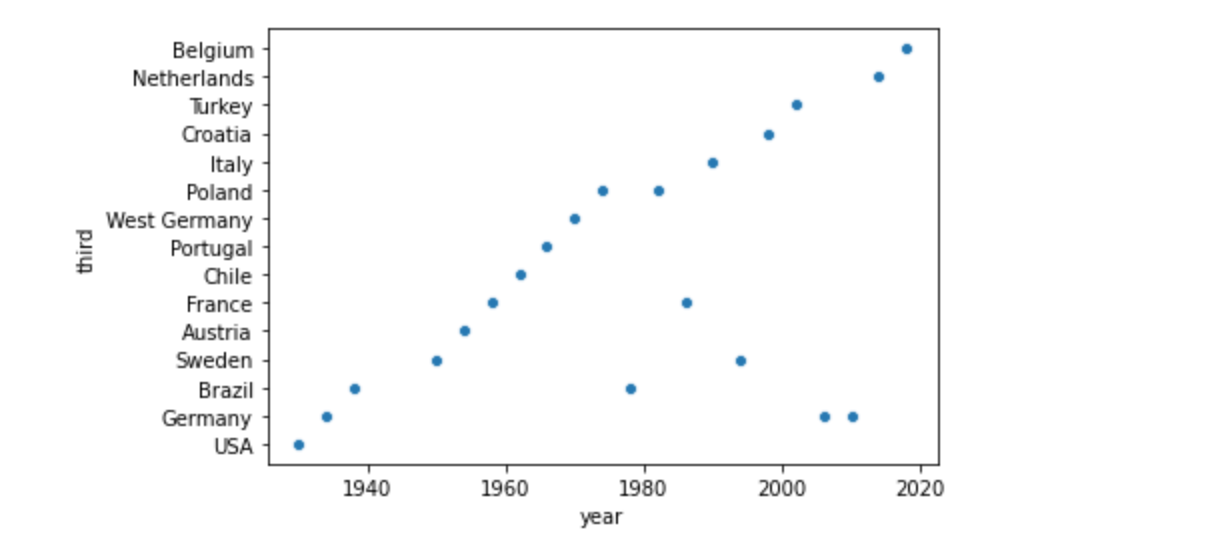 Belgium
Netherlands
Turkey
Croatia
Italy
Poland
West Germany
Portugal
Chile
France
Austria
Sweden
Brazil
Germany
USA
third
1940 1960 1980 2000 2020
year